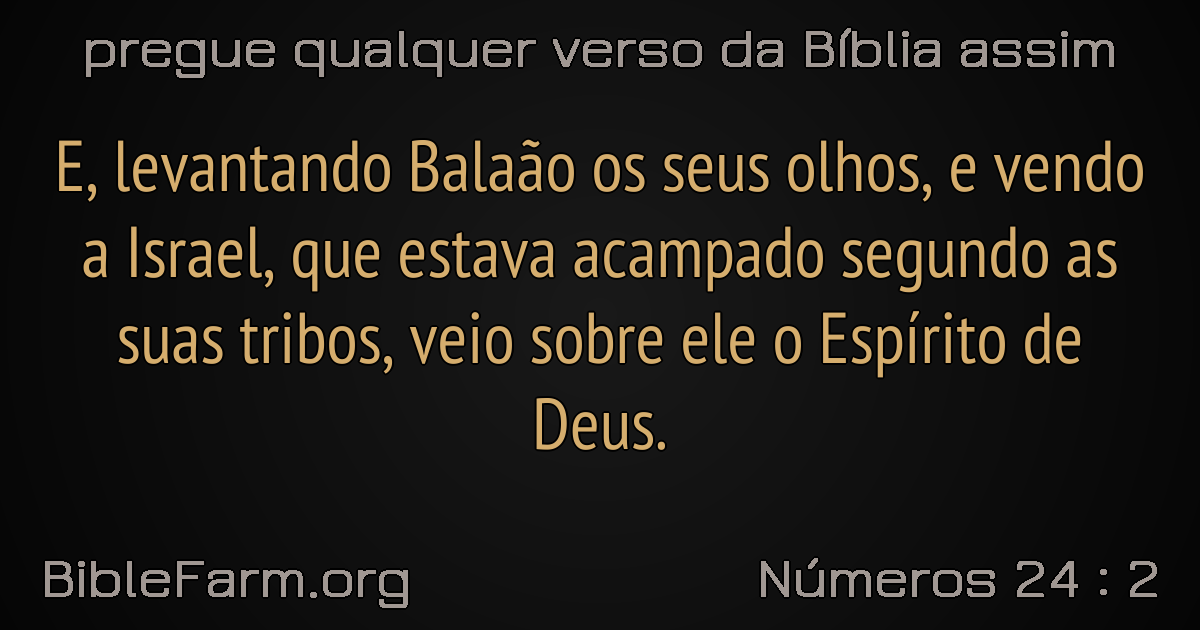 pregue qualquer verso da Bíblia assim
E, levantando Balaão os seus olhos, e vendo
a Israel, que estava acampado segundo as
suas tribos, veio sobre ele o Espírito de
Deus.
BibleFarm.org
Números 24 : 2